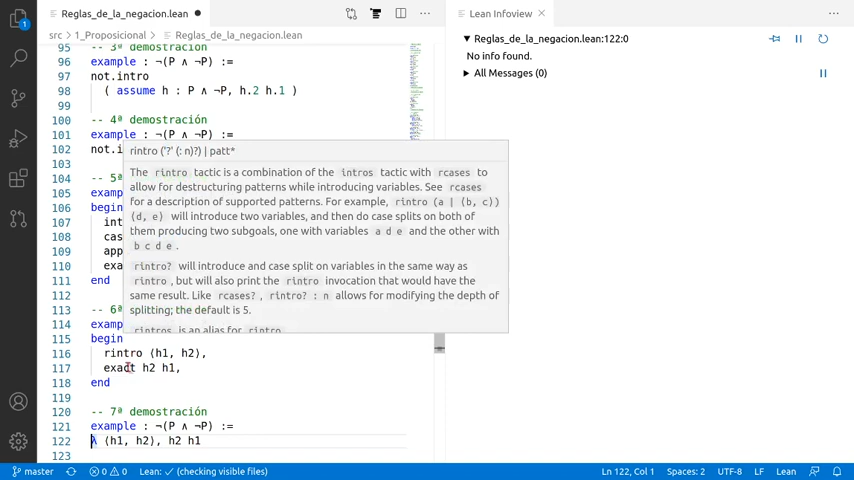 Reglas_de_la_negacion.lean
Lean Infoview
src > 1_Proposicional > Reglas_de_la_negacion.lean
Reglas_de_la_negacion.lean:122:0
No info found.
All Messages (0)
95 -- 3ª demostración
96 example : ¬(P ∧ ¬P) :=
97 not.intro
98 ( assume h : P ∧ ¬P, h.2 h.1 )
99
100 -- 4ª demostración
101 example : ¬(P ∧ ¬P) :=
102 not.i
rintro ('?' (: n)?) | patt*
The rintro tactic is a combination of the intros tactic with rcases to
allow for destructuring patterns while introducing variables. See rcases
for a description of supported patterns. For example, rintro (a | ⟨b, c⟩)
⟨d, e⟩ will introduce two variables, and then do case splits on both of
them producing two subgoals, one with variables a d e and the other with
b c d e .
rintro? will introduce and case split on variables in the same way as
rintro , but will also print the rintro invocation that would have the
same result. Like rcases? , rintro? : n allows for modifying the depth of
splitting; the default is 5.
rintros is an alias for rintro.
103
104 -- 5ª
105 examp
106 begin
107 int
108 cas
109 app
110 exa
111 end
112
113 -- 6ª
114 examp
115 begin
116 rintro ⟨h1, h2⟩,
117 exact h2 h1,
118 end
119
120 -- 7ª demostración
121 example : ¬(P ∧ ¬P) :=
122 λ ⟨h1, h2⟩, h2 h1
123
1
master
0
0
Lean: ✓ (checking visible files)
Ln 122, Col 1
Spaces: 2
UTF-8
LF
Lean